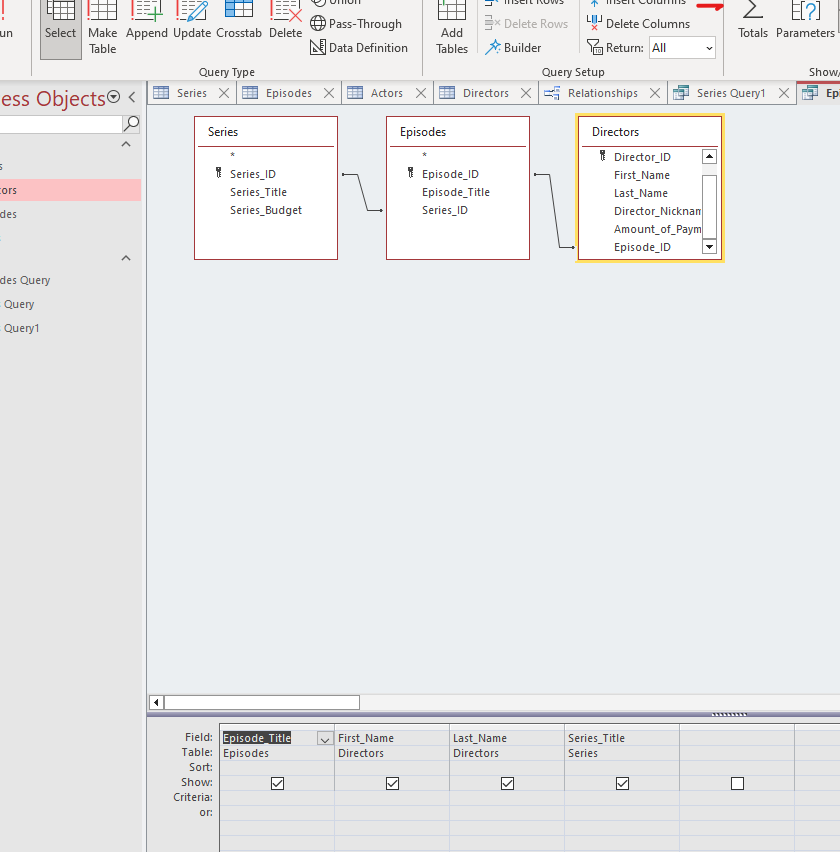 Union
Insert Rows
Insert Columns
un
Select
Make Table
Append
Update
Crosstab
Delete
Pass-Through
Data Definition
Add Tables
Delete Rows
Builder
Delete Columns
Return: All
Totals
Parameters
Query Type
Query Setup
Show/
ess Objects
Series
Episodes
Actors
Directors
Relationships
Series Query1
Epi
s
ors
des
des Query
Query
Query1
Series
*
Series_ID
Series_Title
Series_Budget
Episodes
*
Episode_ID
Episode_Title
Series_ID
Directors
Director_ID
First_Name
Last_Name
Director_Nicknam
Amount_of_Paym
Episode_ID
Field: Episode_Title First_Name Last_Name Series_Title
Table: Episodes Directors Directors Series
Sort:
Show:
Criteria:
or: